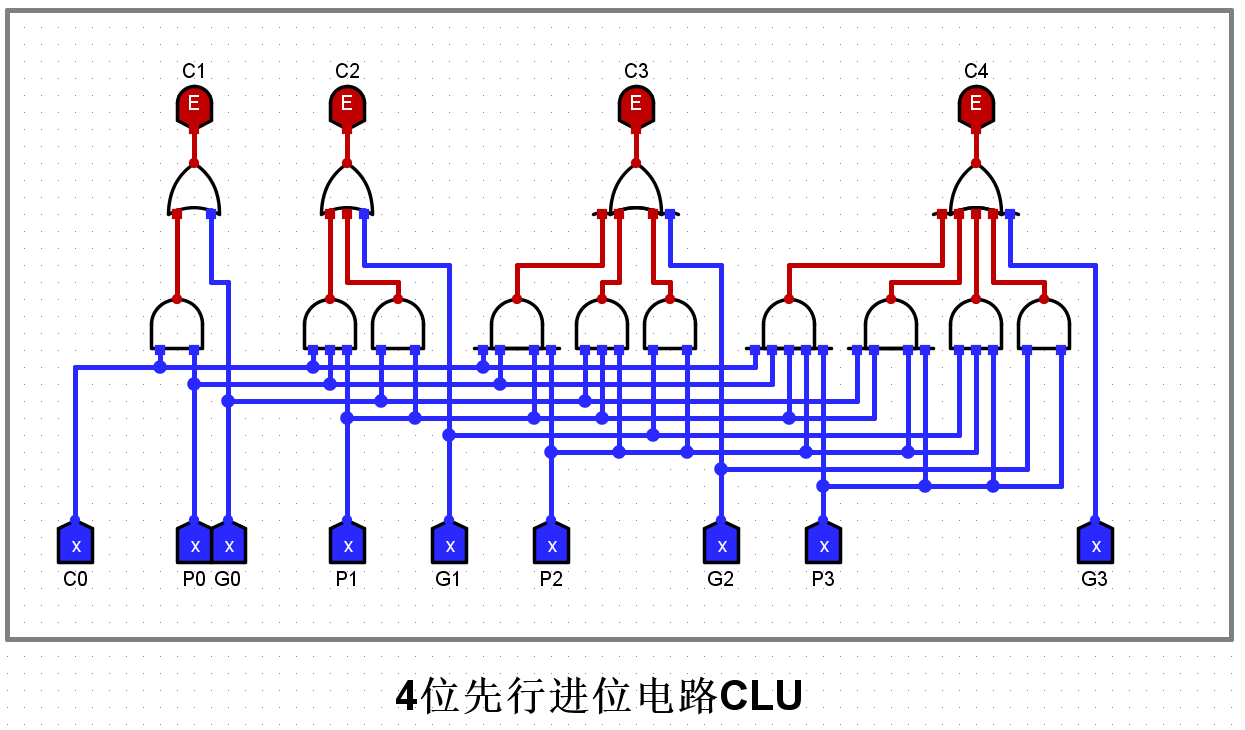 C1 C2 C3 C4
E E E E
x x x x x x x x x
C0 P0 G0 P1 G1 P2 G2 P3 G3
4位先行进位电路CLU